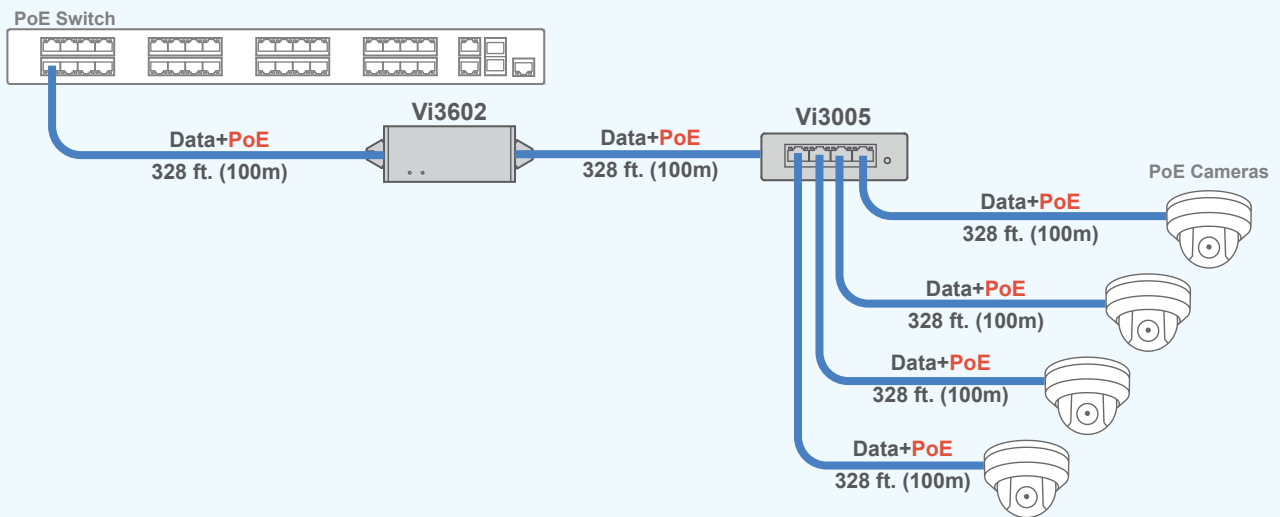 PoE Switch
Vi3602
Data+PoE
328 ft. (100m)
Data+PoE
328 ft. (100m)
Vi3005
PoE Cameras
Data+PoE
328 ft. (100m)
Data+PoE
328 ft. (100m)
Data+PoE
328 ft. (100m)
Data+PoE
328 ft. (100m)